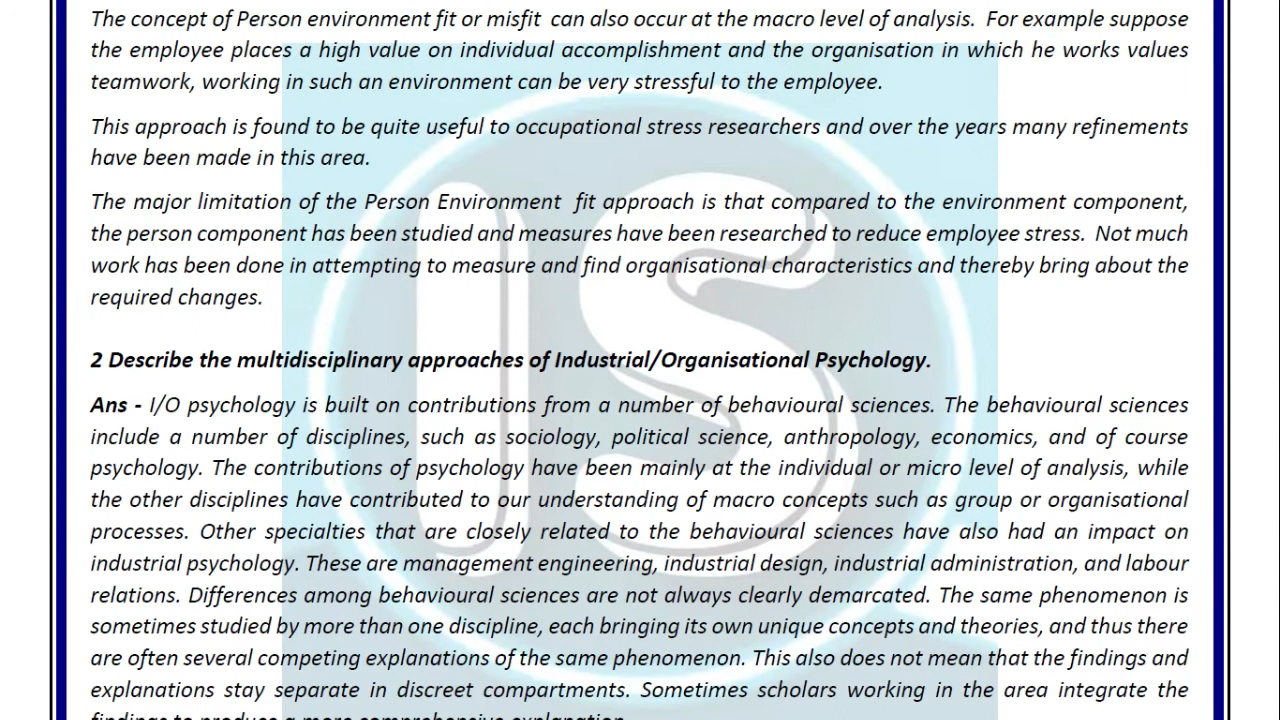 The concept of Person environment fit or misfit can also occur at the macro level of analysis. For example suppose
the employee places a high value on individual accomplishment and the organisation in which he works values
teamwork, working in such an environment can be very stressful to the employee.
This approach is found to be quite useful to occupational stress researchers and over the years many refinements
have been made in this area.
The major limitation of the Person Environment fit approach is that compared to the environment component,
the person component has been studied and measures have been researched to reduce employee stress. Not much
work has been done in attempting to measure and find organisational characteristics and thereby bring about the
required changes.
2 Describe the multidisciplinary approaches of Industrial/Organisational Psychology.
Ans - I/O psychology is built on contributions from a number of behavioural sciences. The behavioural sciences
include a number of disciplines, such as sociology, political science, anthropology, economics, and of course
psychology. The contributions of psychology have been mainly at the individual or micro level of analysis, while
the other disciplines have contributed to our understanding of macro concepts such as group or organisational
processes. Other specialties that are closely related to the behavioural sciences have also had an impact on
industrial psychology. These are management engineering, industrial design, industrial administration, and labour
relations. Differences among behavioural sciences are not always clearly demarcated. The same phenomenon is
sometimes studied by more than one discipline, each bringing its own unique concepts and theories, and thus there
are often several competing explanations of the same phenomenon. This also does not mean that the findings and
explanations stay separate in discreet compartments. Sometimes scholars working in the area integrate the
findings to produce a more comprehensive explanation.
IS